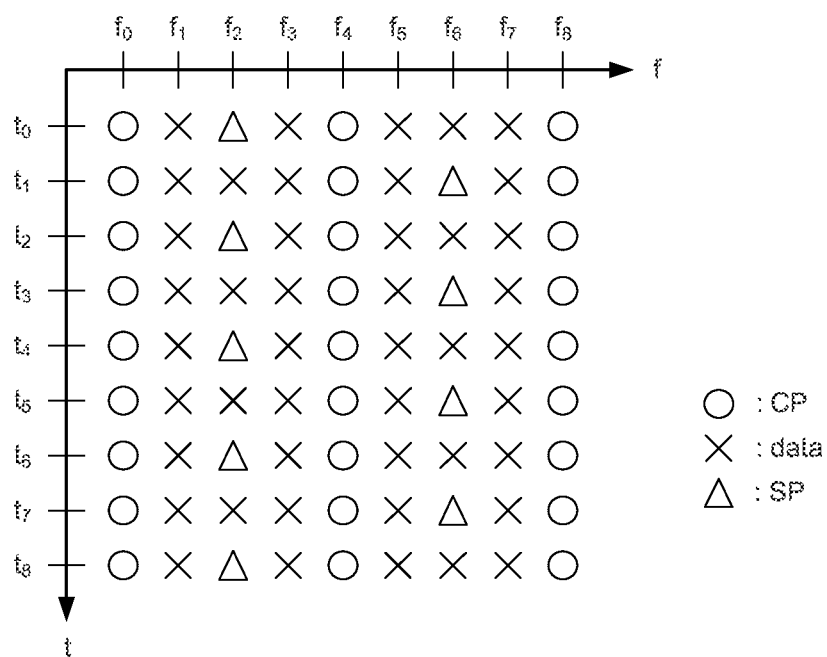 f₀ f₁ f₂ f₃ f₄ f₅ f₆ f₇ f₈
f
t₀
t₁
t₂
t₃
t₄
t₅
: CP
t₆
: data
t₇
: SP
t₈
t